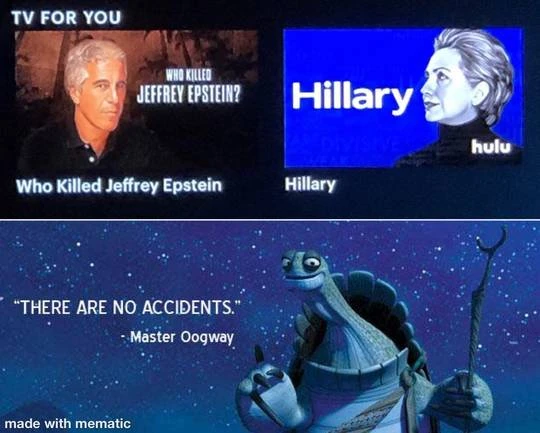 TV FOR YOU
WHO KILLED
JEFFREY EPSTEIN?
Hillary
hulu
Who Killed Jeffrey Epstein
Hillary
“THERE ARE NO ACCIDENTS.”
- Master Oogway
made with mematic